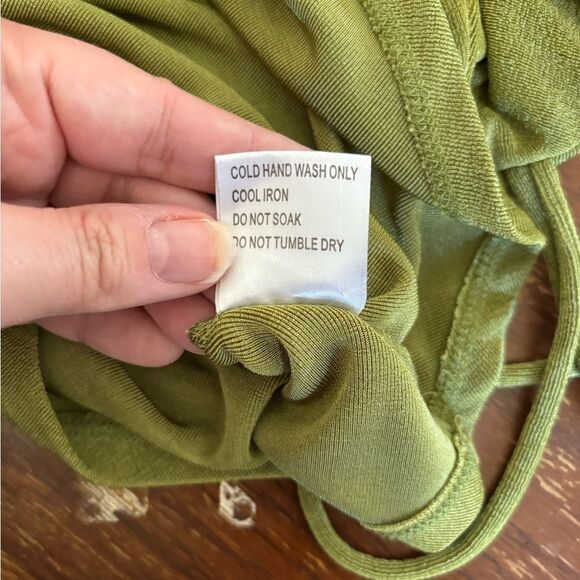 COLD HAND WASH ONLY
COOL IRON
DO NOT SOAK
DO NOT TUMBLE DRY